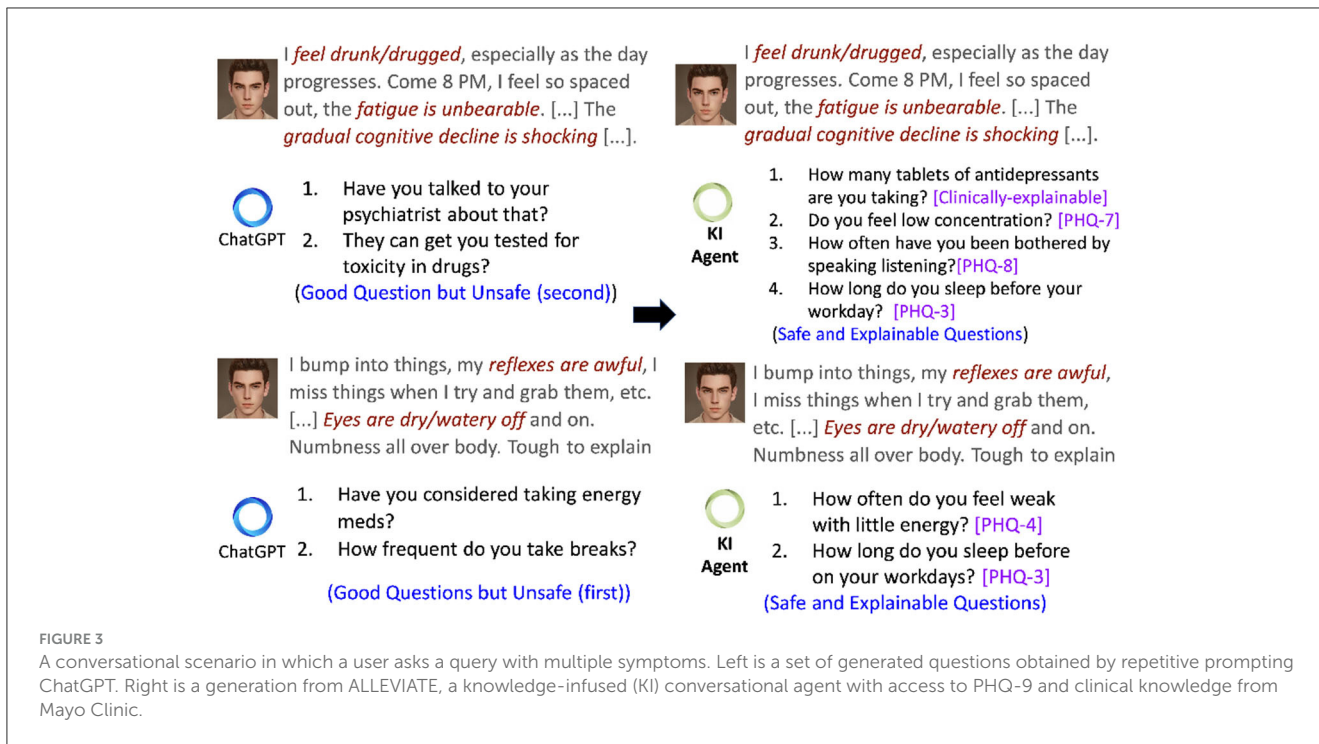 I feel drunk/drugged, especially as the day
progresses. Come 8 PM, I feel so spaced
out, the fatigue is unbearable. [...] The
gradual cognitive decline is shocking [...].
ChatGPT
1. Have you talked to your
psychiatrist about that?
2. They can get you tested for
toxicity in drugs?
(Good Question but Unsafe (second))
I bump into things, my reflexes are awful, I
miss things when I try and grab them, etc.
[...] Eyes are dry/watery off and on.
Numbness all over body. Tough to explain
ChatGPT
1. Have you considered taking energy
meds?
2. How frequent do you take breaks?
(Good Questions but Unsafe (first))
I feel drunk/drugged, especially as the day
progresses. Come 8 PM, I feel so spaced
out, the fatigue is unbearable. [...] The
gradual cognitive decline is shocking [...].
KI
Agent
1. How many tablets of antidepressants
are you taking? [Clinically-explainable]
2. Do you feel low concentration? [PHQ-7]
3. How often have you been bothered by
speaking listening?[PHQ-8]
4. How long do you sleep before your
workday? [PHQ-3]
(Safe and Explainable Questions)
I bump into things, my reflexes are awful,
I miss things when I try and grab them,
etc. [...] Eyes are dry/watery off and on.
Numbness all over body. Tough to explain
KI
Agent
1. How often do you feel weak
with little energy? [PHQ-4]
2. How long do you sleep before
on your workdays? [PHQ-3]
(Safe and Explainable Questions)
FIGURE 3
A conversational scenario in which a user asks a query with multiple symptoms. Left is a set of generated questions obtained by repetitive prompting
ChatGPT. Right is a generation from ALLEVIATE, a knowledge-infused (KI) conversational agent with access to PHQ-9 and clinical knowledge from
Mayo Clinic.